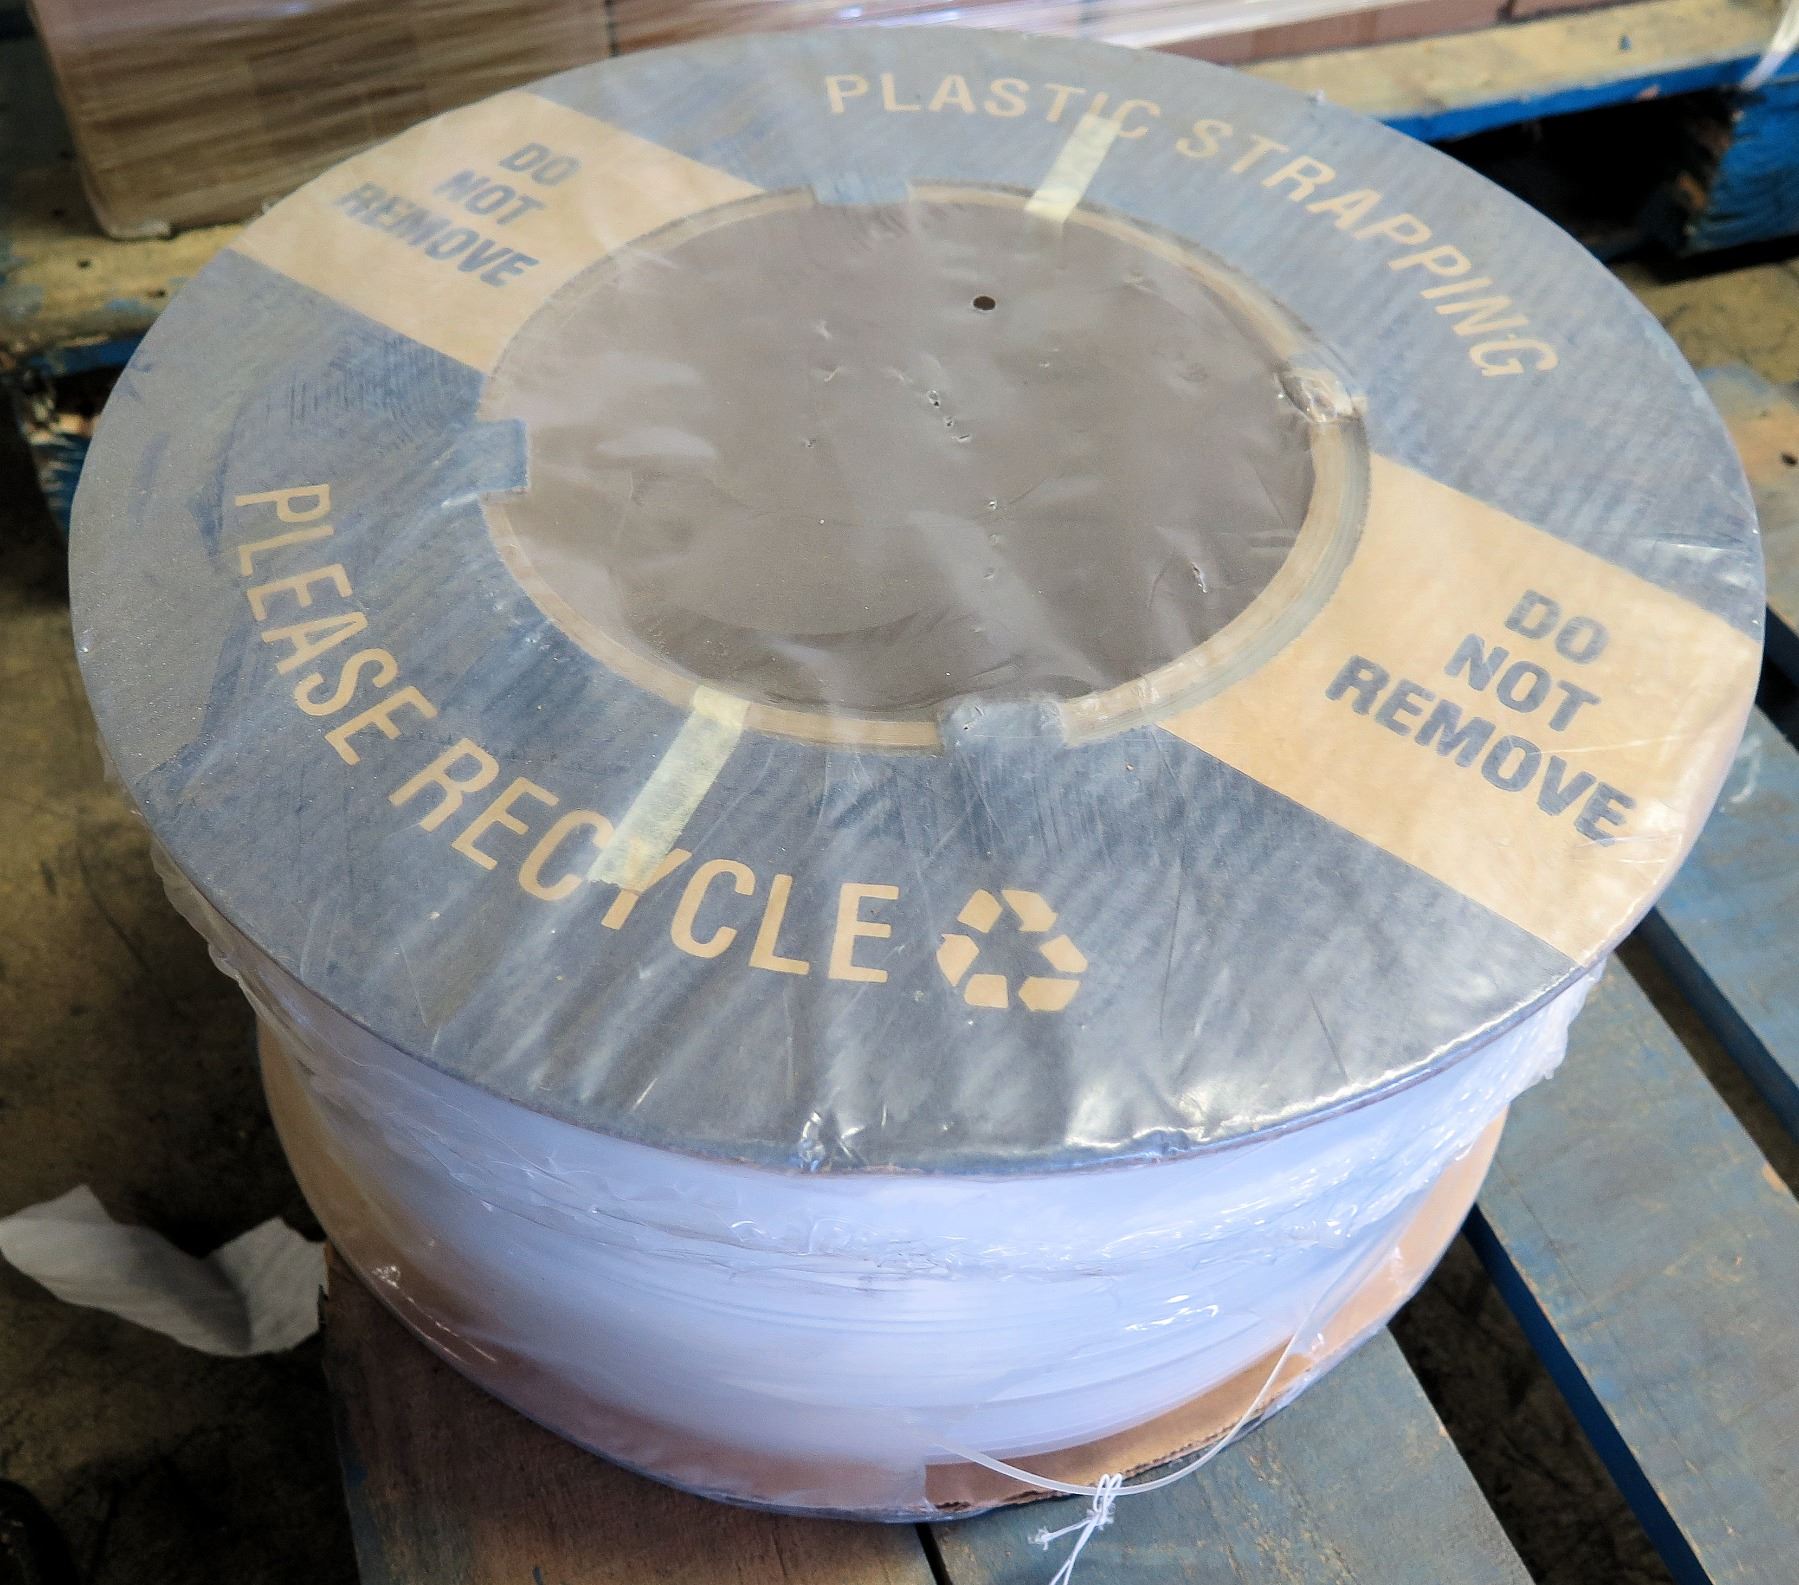 PLASTIC STRAPPING
DO
NOT
REMOVE
DO
NOT
REMOVE
PLEASE RECYCLE